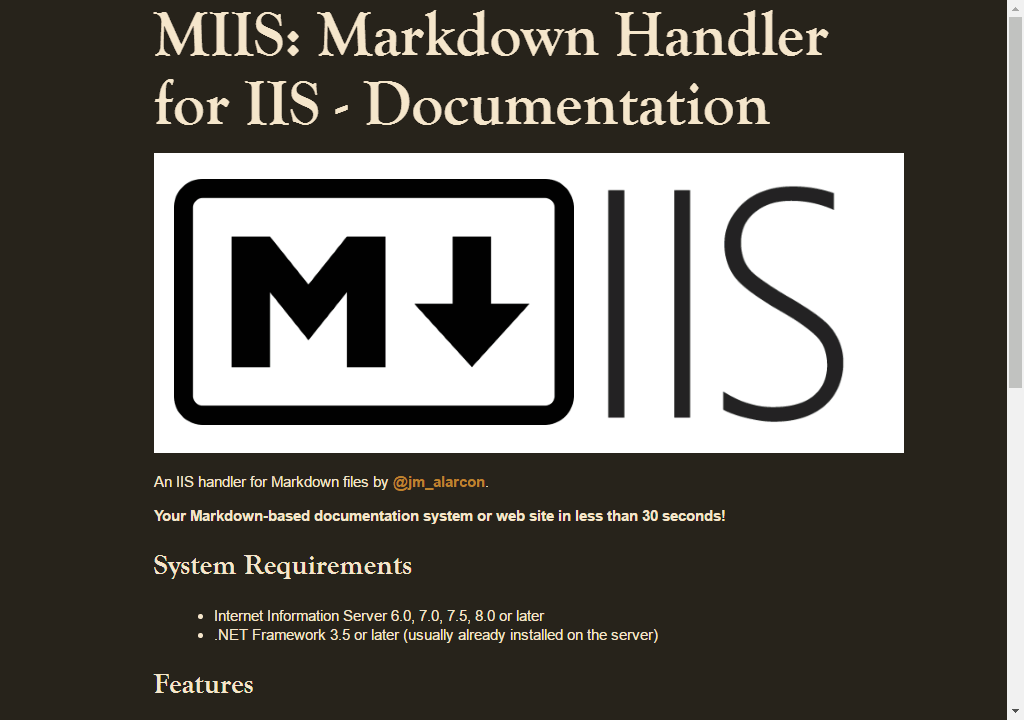 MIIS: Markdown Handler
for IIS - Documentation
M IIS
An IIS handler for Markdown files by @jm_alarcon.
Your Markdown-based documentation system or web site in less than 30 seconds!
System Requirements
Internet Information Server 6.0, 7.0, 7.5, 8.0 or later
.NET Framework 3.5 or later (usually already installed on the server)
Features